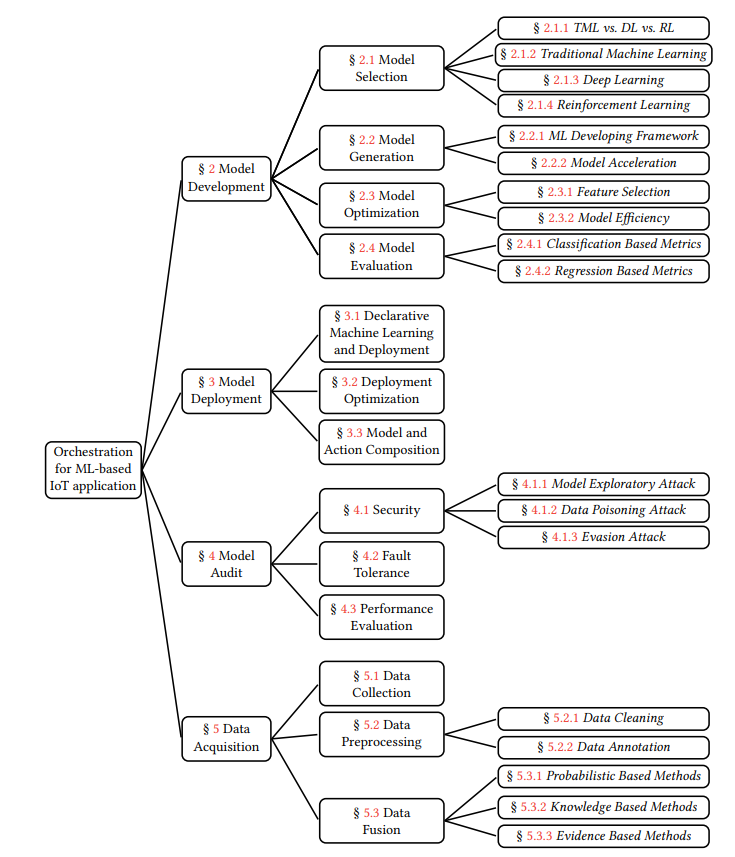 Orchestration
for ML-based
IoT application
§ 2 Model
Development
§ 2.1 Model
Selection
§ 2.1.1 TML vs. DL vs. RL
§ 2.1.2 Traditional Machine Learning
§ 2.1.3 Deep Learning
§ 2.1.4 Reinforcement Learning
§ 2.2 Model
Generation
§ 2.2.1 ML Developing Framework
§ 2.2.2 Model Acceleration
§ 2.3 Model
Optimization
§ 2.3.1 Feature Selection
§ 2.3.2 Model Efficiency
§ 2.4 Model
Evaluation
§ 2.4.1 Classification Based Metrics
§ 2.4.2 Regression Based Metrics
§ 3 Model
Deployment
§ 3.1 Declarative
Machine Learning
and Deployment
§ 3.2 Deployment
Optimization
§ 3.3 Model and
Action Composition
§ 4 Model
Audit
§ 4.1 Security
§ 4.1.1 Model Exploratory Attack
§ 4.1.2 Data Poisoning Attack
§ 4.1.3 Evasion Attack
§ 4.2 Fault
Tolerance
§ 4.3 Performance
Evaluation
§ 5 Data
Acquisition
§ 5.1 Data
Collection
§ 5.2 Data
Preprocessing
§ 5.2.1 Data Cleaning
§ 5.2.2 Data Annotation
§ 5.3 Data
Fusion
§ 5.3.1 Probabilistic Based Methods
§ 5.3.2 Knowledge Based Methods
§ 5.3.3 Evidence Based Methods